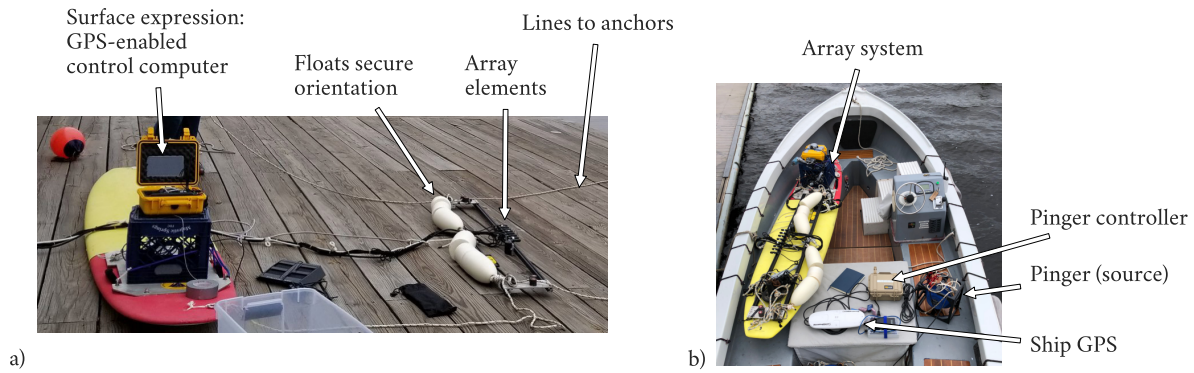 Surface expression:
GPS-enabled
control computer
Floats secure
orientation
Array
elements
Lines to anchors
a)
Array system
Pinger controller
Pinger (source)
Ship GPS
b)